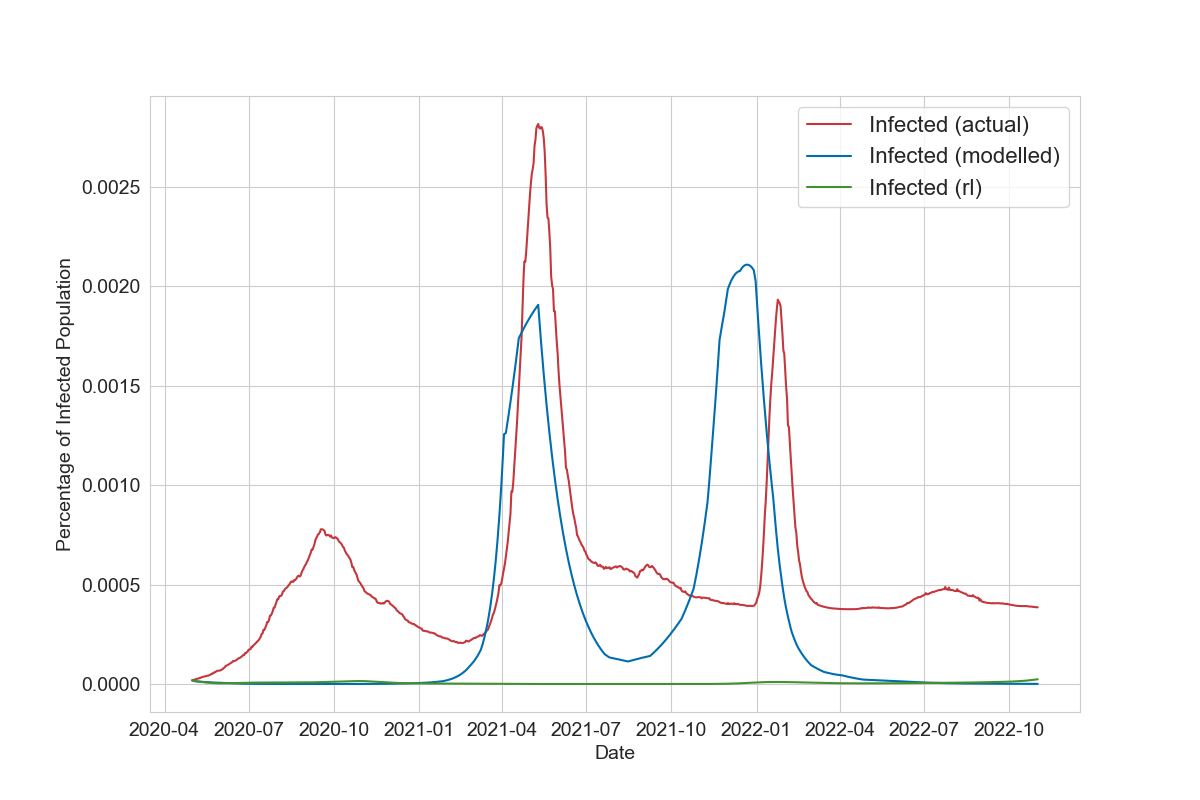 Infected (actual)
Infected (modelled)
Infected (rl)
Percentage of Infected Population
0.0025
0.0020
0.0015
0.0010
0.0005
0.0000
2020-04 2020-07 2020-10 2021-01 2021-04 2021-07 2021-10 2022-01 2022-04 2022-07 2022-10
Date